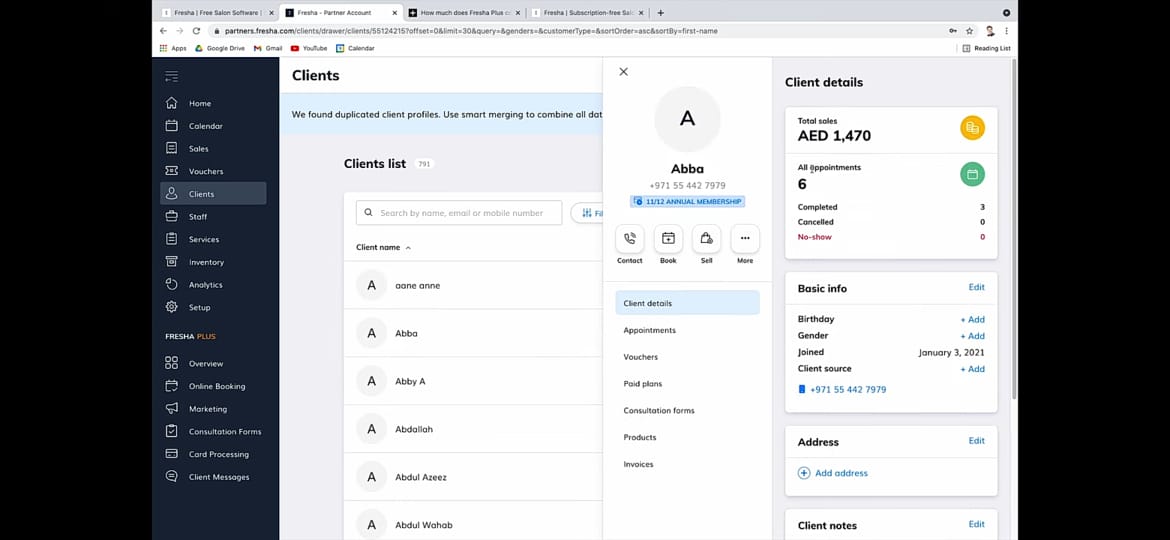 Fresha | Free Salon Software |
Fresha - Partner Account
How much does Fresha Plus c
Fresha | Subscription-free Sal
partners.fresha.com/clients/drawer/clients/55124215?offset=0&limit=30&query=&genders=&customerType=&sortOrder=asc&sortBy=first-name
Apps
Google Drive
Gmail
YouTube
Calendar
Reading List
Home
Calendar
Sales
Vouchers
Clients
Staff
Services
Inventory
Analytics
Setup
FRESHA PLUS
Overview
Online Booking
Marketing
Consultation Forms
Card Processing
Client Messages
Clients
We found duplicated client profiles. Use smart merging to combine all dat
Clients list 791
Search by name, email or mobile number
Fil
Client name
A aane anne
A Abba
A Abby A
A Abdallah
A Abdul Azeez
A Abdul Wahab
A
Abba
+971 55 442 7979
11/12 ANNUAL MEMBERSHIP
Contact Book Sell More
Client details
Appointments
Vouchers
Paid plans
Consultation forms
Products
Invoices
Client details
Total sales
AED 1,470
All appointments
6
Completed 3
Cancelled 0
No-show 0
Basic info Edit
Birthday + Add
Gender + Add
Joined January 3, 2021
Client source + Add
+971 55 442 7979
Address Edit
Add address
Client notes Edit